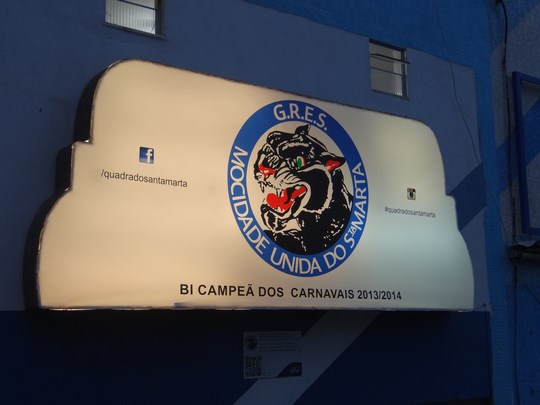 G.R.E.S.
MOCIDADE UNIDA DO Sta MARTA
/quadradosantamarta
#quadradosantamarta
BI CAMPEÃ DOS CARNAVAIS 2013/2014